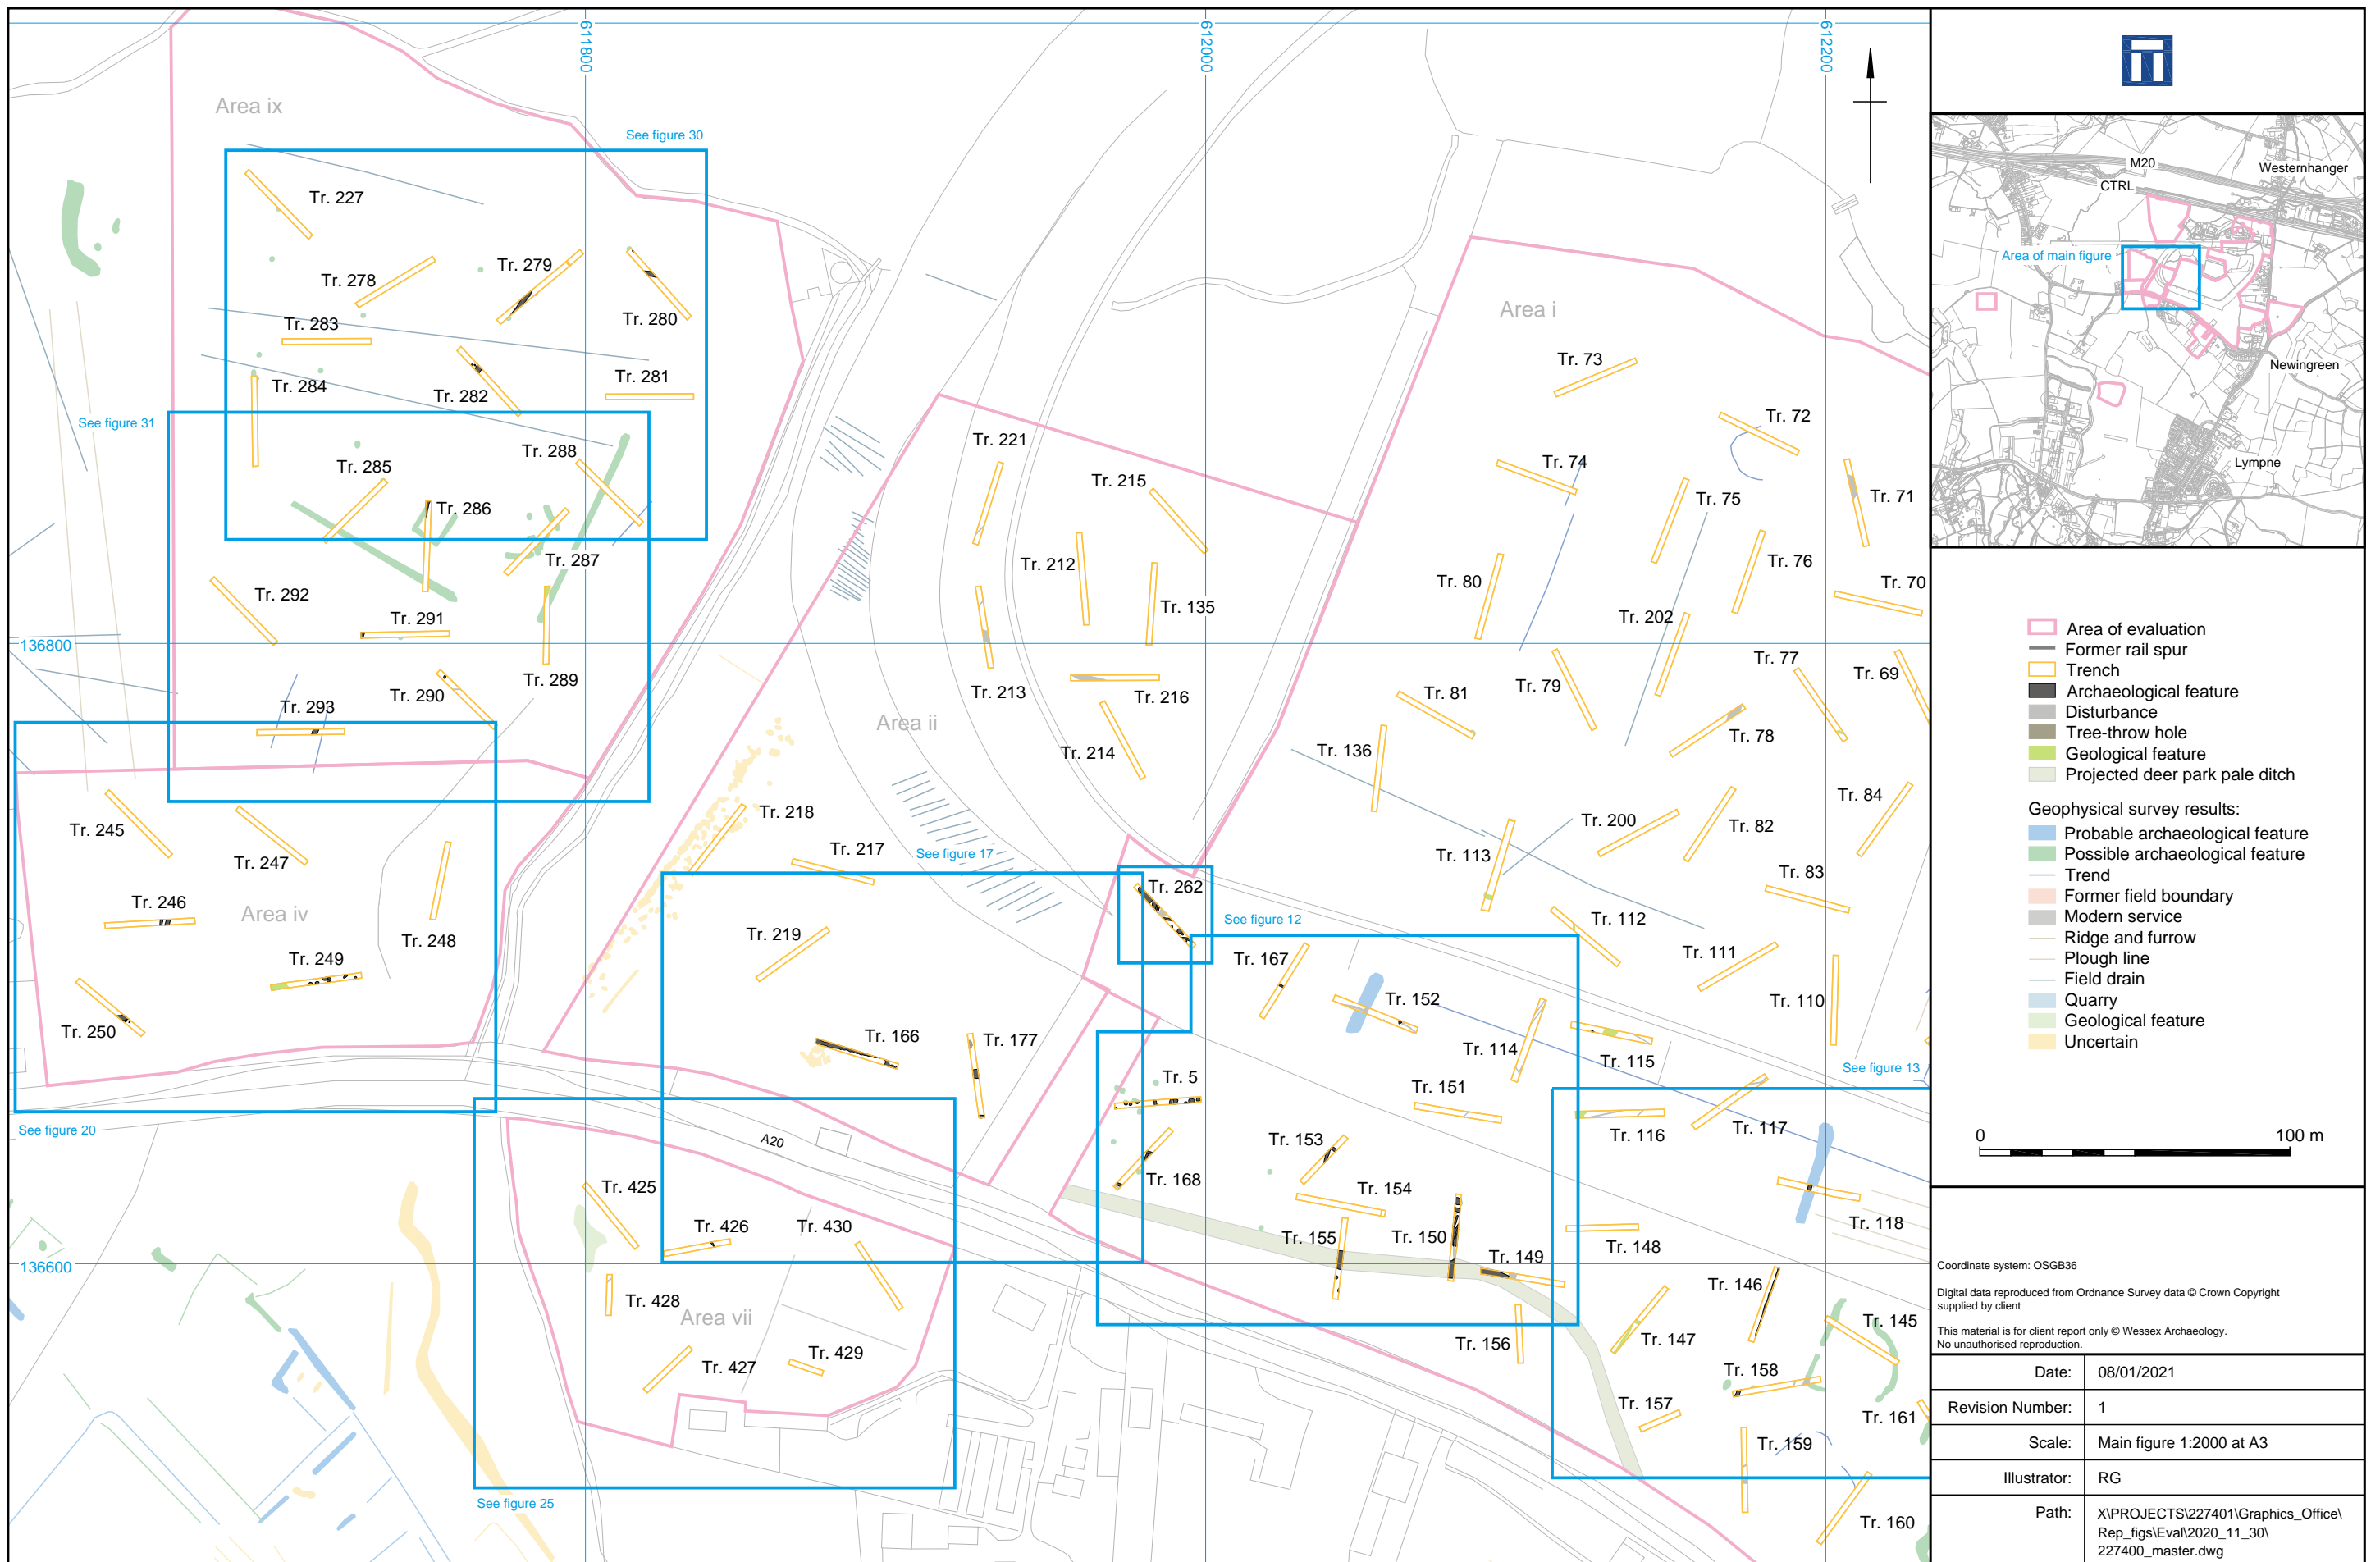 611800
612000
612200
Area ix
See figure 30
Tr. 227
Tr. 278
Tr. 279
Tr. 280
Tr. 283
Tr. 284
Tr. 282
Tr. 281
See figure 31
Tr. 285
Tr. 288
Tr. 286
Tr. 287
Tr. 292
Tr. 291
Tr. 289
136800
Tr. 290
Tr. 293
Area i
Tr. 73
Tr. 72
Tr. 74
Tr. 75
Tr. 71
Tr. 221
Tr. 215
Tr. 212
Tr. 135
Tr. 80
Tr. 76
Tr. 70
Tr. 202
Tr. 213
Tr. 216
Tr. 81
Tr. 79
Tr. 77
Tr. 69
Area ii
Tr. 214
Tr. 136
Tr. 78
Tr. 84
Tr. 245
Tr. 247
Tr. 218
Tr. 217
See figure 17
Tr. 113
Tr. 200
Tr. 82
Tr. 246
Area iv
Tr. 248
Tr. 262
See figure 12
Tr. 83
Tr. 112
Tr. 219
Tr. 249
Tr. 167
Tr. 111
Tr. 152
Tr. 110
Tr. 250
Tr. 166
Tr. 177
Tr. 114
Tr. 115
See figure 13
Tr. 5
Tr. 151
See figure 20
A20
Tr. 153
Tr. 116
Tr. 117
Tr. 168
Tr. 425
Tr. 154
Tr. 426
Tr. 430
Tr. 155
Tr. 150
Tr. 149
Tr. 148
Tr. 118
136600
Tr. 428
Area vii
Tr. 146
Tr. 145
Tr. 156
Tr. 147
Tr. 427
Tr. 429
Tr. 158
Tr. 157
Tr. 161
Tr. 159
See figure 25
Tr. 160
M20
CTRL
Westernhanger
Area of main figure
Newingreen
Lympne
Area of evaluation
Former rail spur
Trench
Archaeological feature
Disturbance
Tree-throw hole
Geological feature
Projected deer park pale ditch
Geophysical survey results:
Probable archaeological feature
Possible archaeological feature
Trend
Former field boundary
Modern service
Ridge and furrow
Plough line
Field drain
Quarry
Geological feature
Uncertain
0 100 m
Coordinate system: OSGB36
Digital data reproduced from Ordnance Survey data © Crown Copyright
supplied by client
This material is for client report only © Wessex Archaeology.
No unauthorised reproduction.
Date: 08/01/2021
Revision Number: 1
Scale: Main figure 1:2000 at A3
Illustrator: RG
Path: X\PROJECTS\227401\Graphics_Office\
Rep_figs\Eval\2020_11_30\
227400_master.dwg